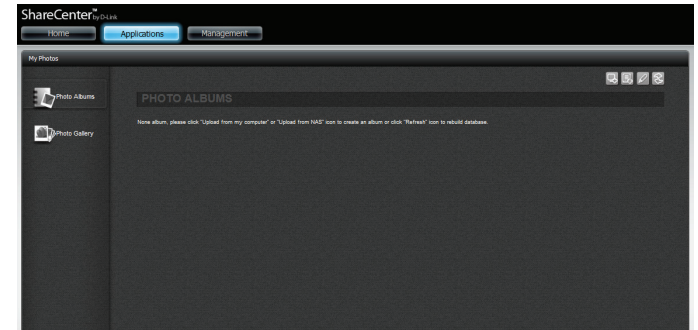 ShareCenter™ by D-Link
Home Applications Management
My Photos
Photo Albums
PHOTO ALBUMS
None album, please click "Upload from my computer" or "Upload from NAS" icon to create an album or click "Refresh" icon to rebuild database.
Photo Gallery